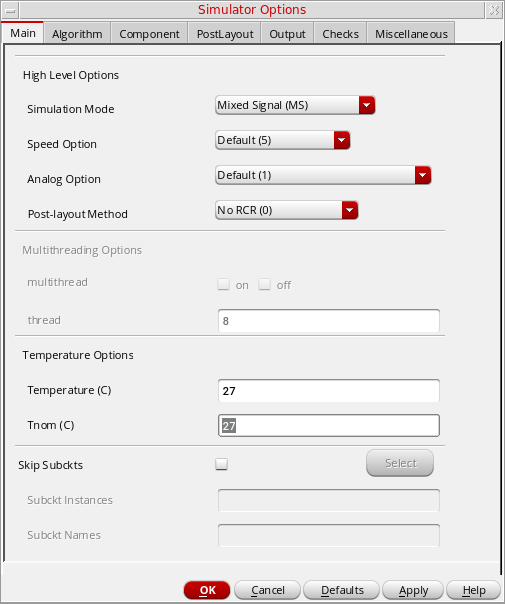 Simulator Options
Main Algorithm Component PostLayout Output Checks Miscellaneous
High Level Options
Simulation Mode Mixed Signal (MS)
Speed Option Default (5)
Analog Option Default (1)
Post-layout Method No RCR (0)
Multithreading Options
multithread on off
thread 8
Temperature Options
Temperature (C) 27
Tnom (C) 27
Skip Subckts Select
Subckt Instances
Subckt Names
OK Cancel Defaults Apply Help